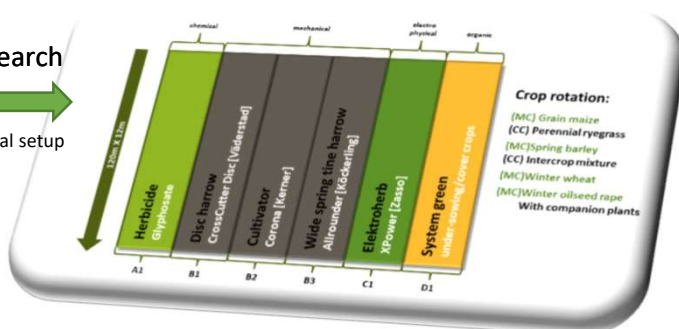 earch
al setup
chemical
mechanical
electro
physical
organic
120m X 12m
Herbicide
Glyphosate
Disc harrow
CrossCutter Disc [Väderstad]
Cultivator
Corona [Kerner]
Wide spring tine harrow
Allrounder [Köckerling]
Elektroherb
XPower [Zasso]
System green
under-sowing/cover crops
A1
B1
B2
B3
C1
D1
Crop rotation:
(MC) Grain maize
(CC) Perennial ryegrass
(MC)Spring barley
(CC) Intercrop mixture
(MC)Winter wheat
(MC)Winter oilseed rape
With companion plants